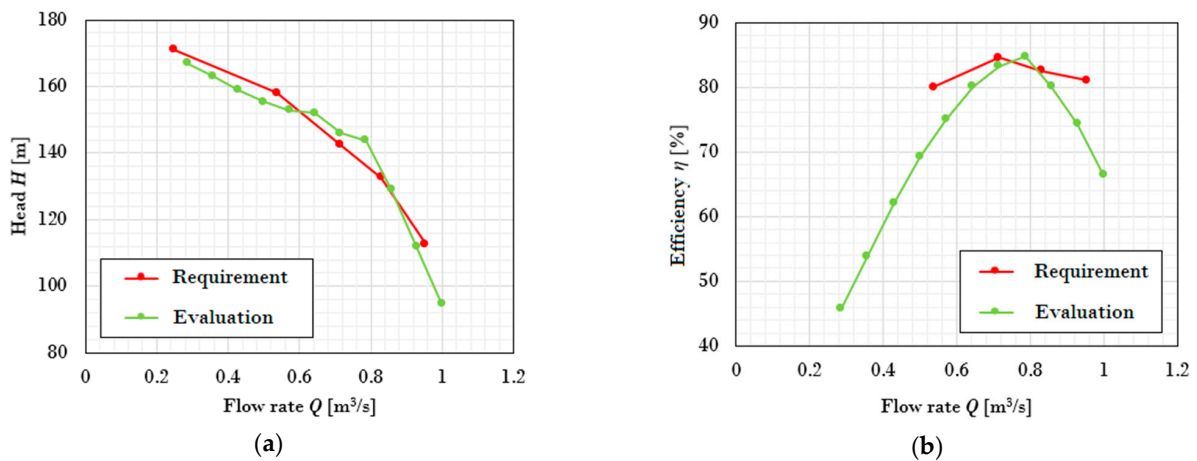 180
160
140
120
100
80
Head H [m]
Requirement
Evaluation
0
0.2
0.4
0.6
0.8
1
1.2
Flow rate Q [m³/s]
(a)
90
80
70
60
50
40
Efficiency η [%]
Requirement
Evaluation
0
0.2
0.4
0.6
0.8
1
1.2
Flow rate Q [m³/s]
(b)